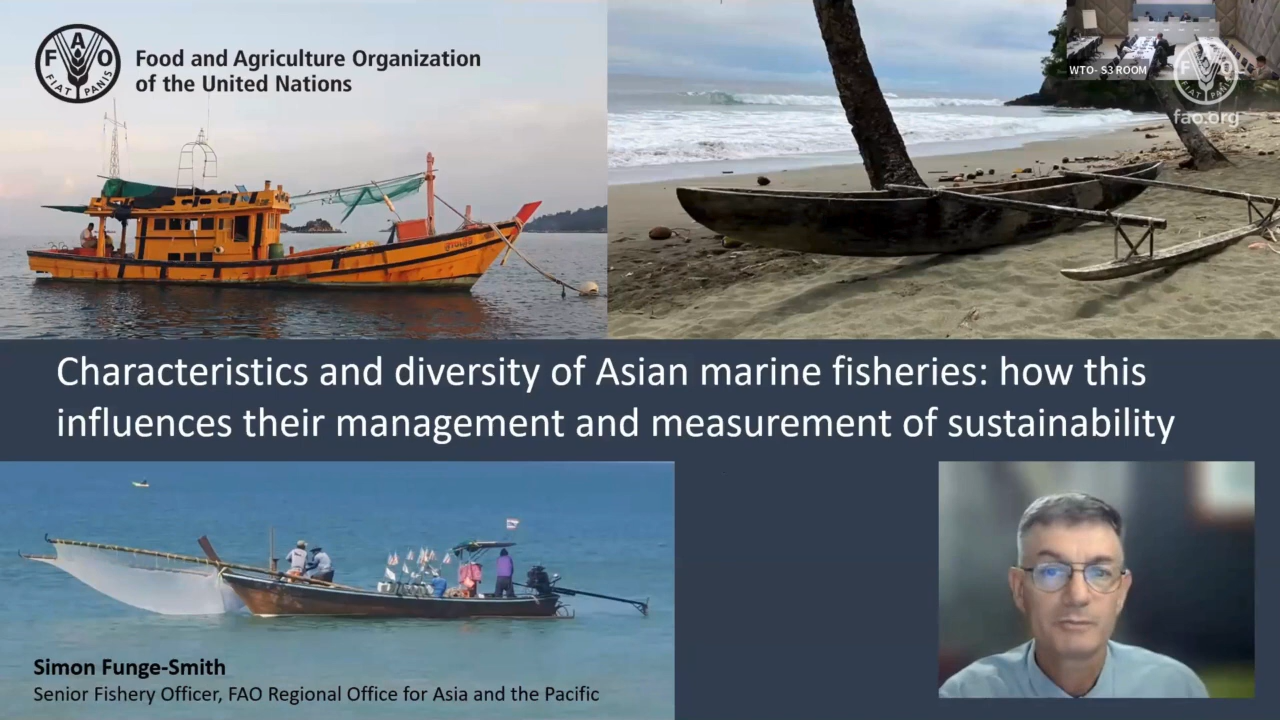 FAO
FIAT PANIS
Food and Agriculture Organization
of the United Nations
WTO- S3 ROOM
FAO
fao.org
Characteristics and diversity of Asian marine fisheries: how this
influences their management and measurement of sustainability
Simon Funge-Smith
Senior Fishery Officer, FAO Regional Office for Asia and the Pacific